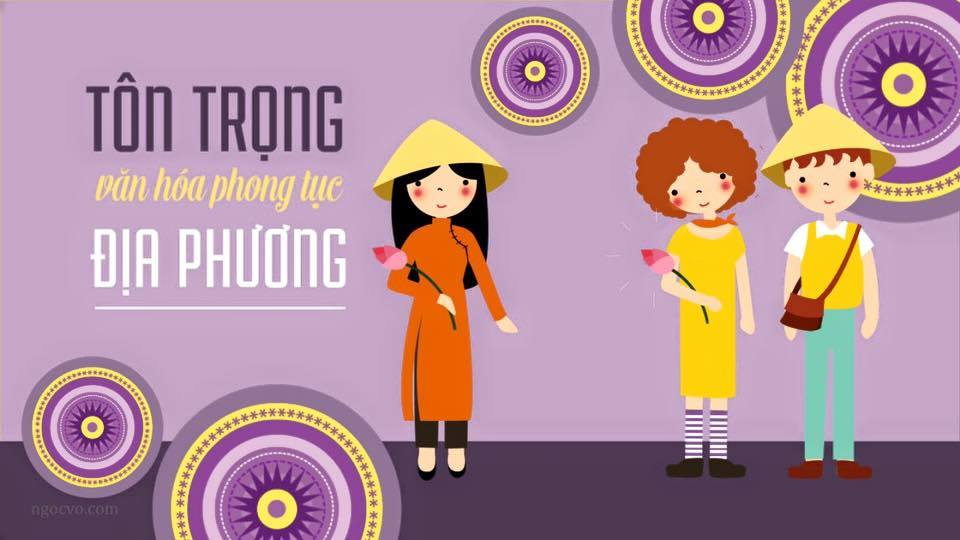 TÔN TRỌNG
văn hóa phong tục
ĐỊA PHƯƠNG
ngocvo.com